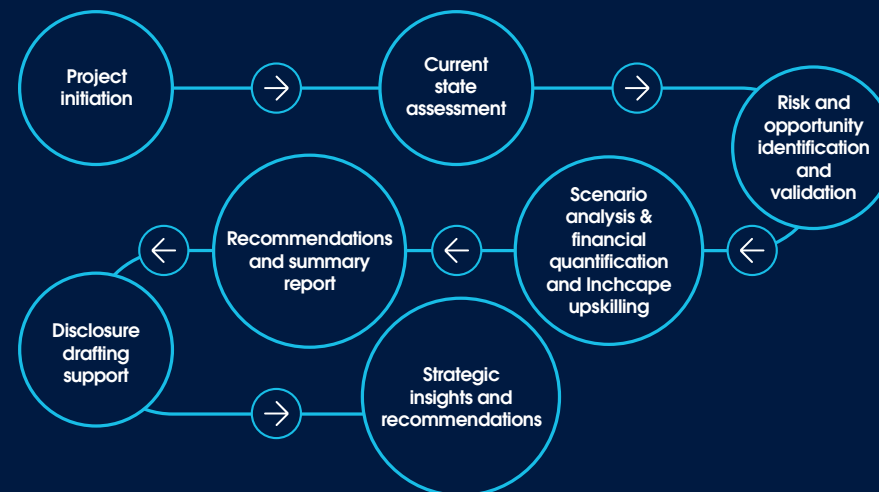 Project
initiation
Current
state
assessment
Risk and
opportunity
identification
and
validation
Scenario
analysis &
financial
quantification
and Inchcape
upskilling
Recommendations
and summary
report
Disclosure
drafting
support
Strategic
insights and
recommendations